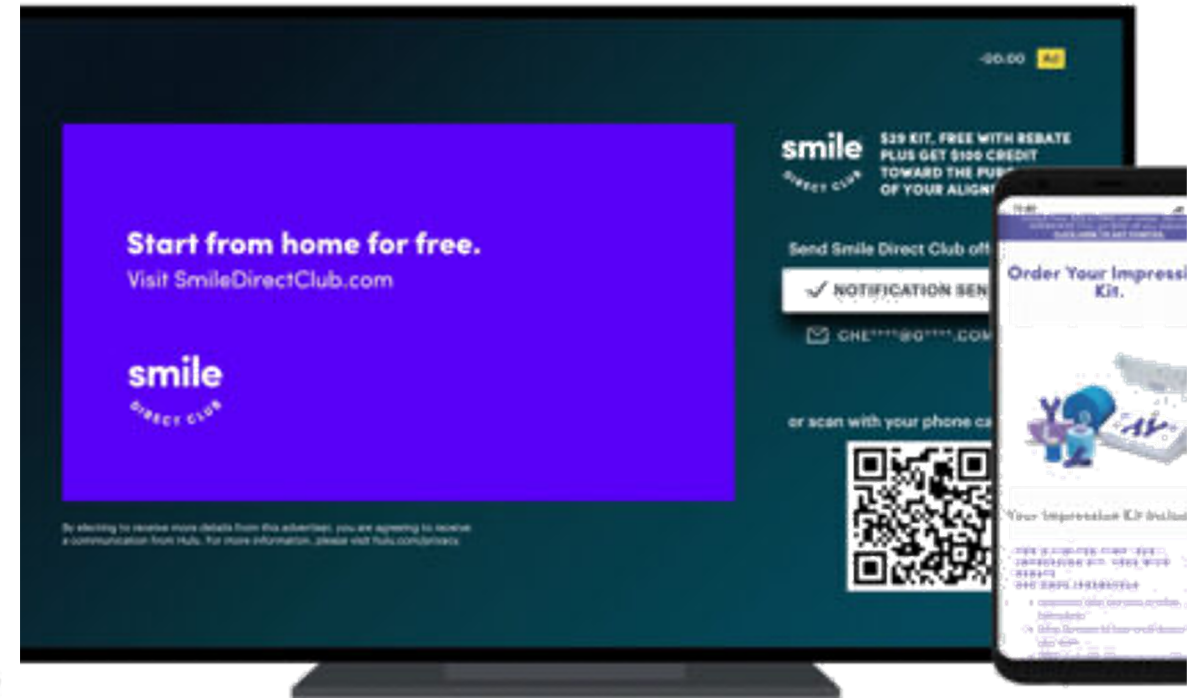 -00:00 Ad
Start from home for free.
Visit SmileDirectClub.com
smile
DIRECT CLUB
By electing to receive more details from this advertiser, you are agreeing to receive
a communication from Hulu. For more information, please visit hulu.com/privacy.
smile
DIRECT CLUB
$29 KIT, FREE WITH REBATE
PLUS GET $100 CREDIT
TOWARD THE PUR
OF YOUR ALIGN
Send Smile Direct Club off
NOTIFICATION SEN
CHE****@G****.COM
or scan with your phone ca
Order Your Impressi
Kit.
Your Impression Kit